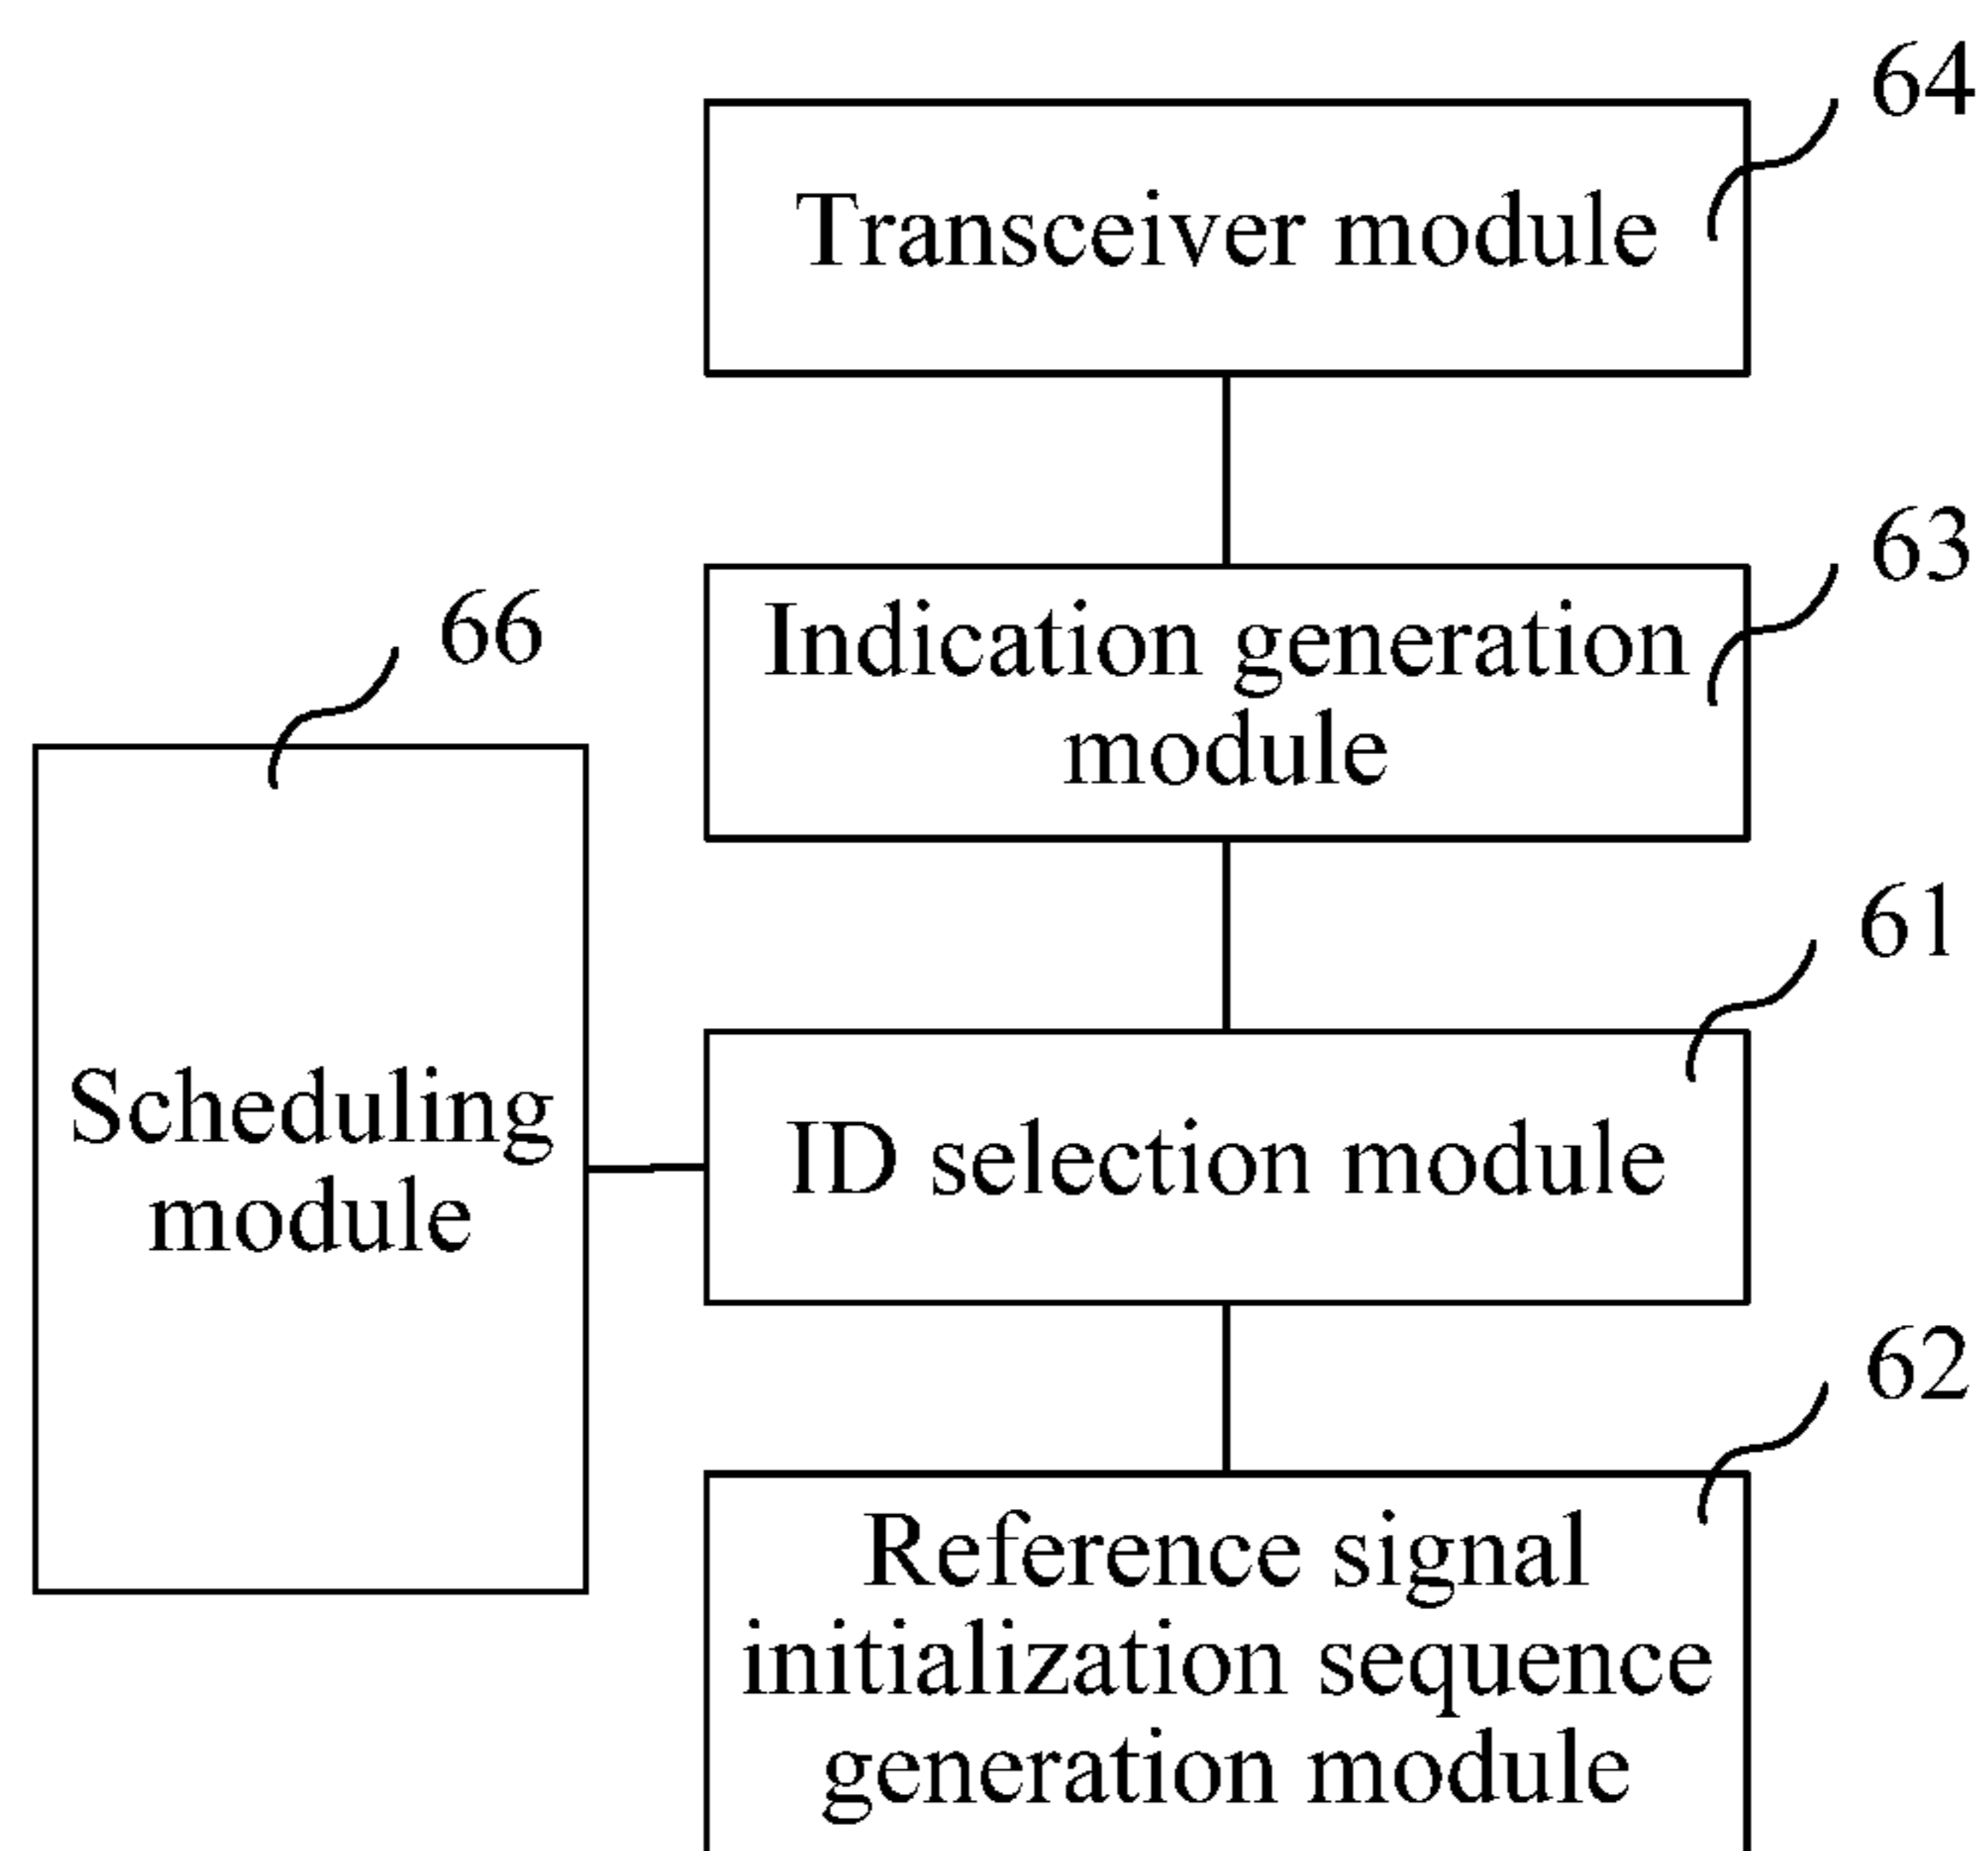 64
Transceiver module
63
Indication generation
module
66
Scheduling
module
61
ID selection module
62
Reference signal
initialization sequence
generation module